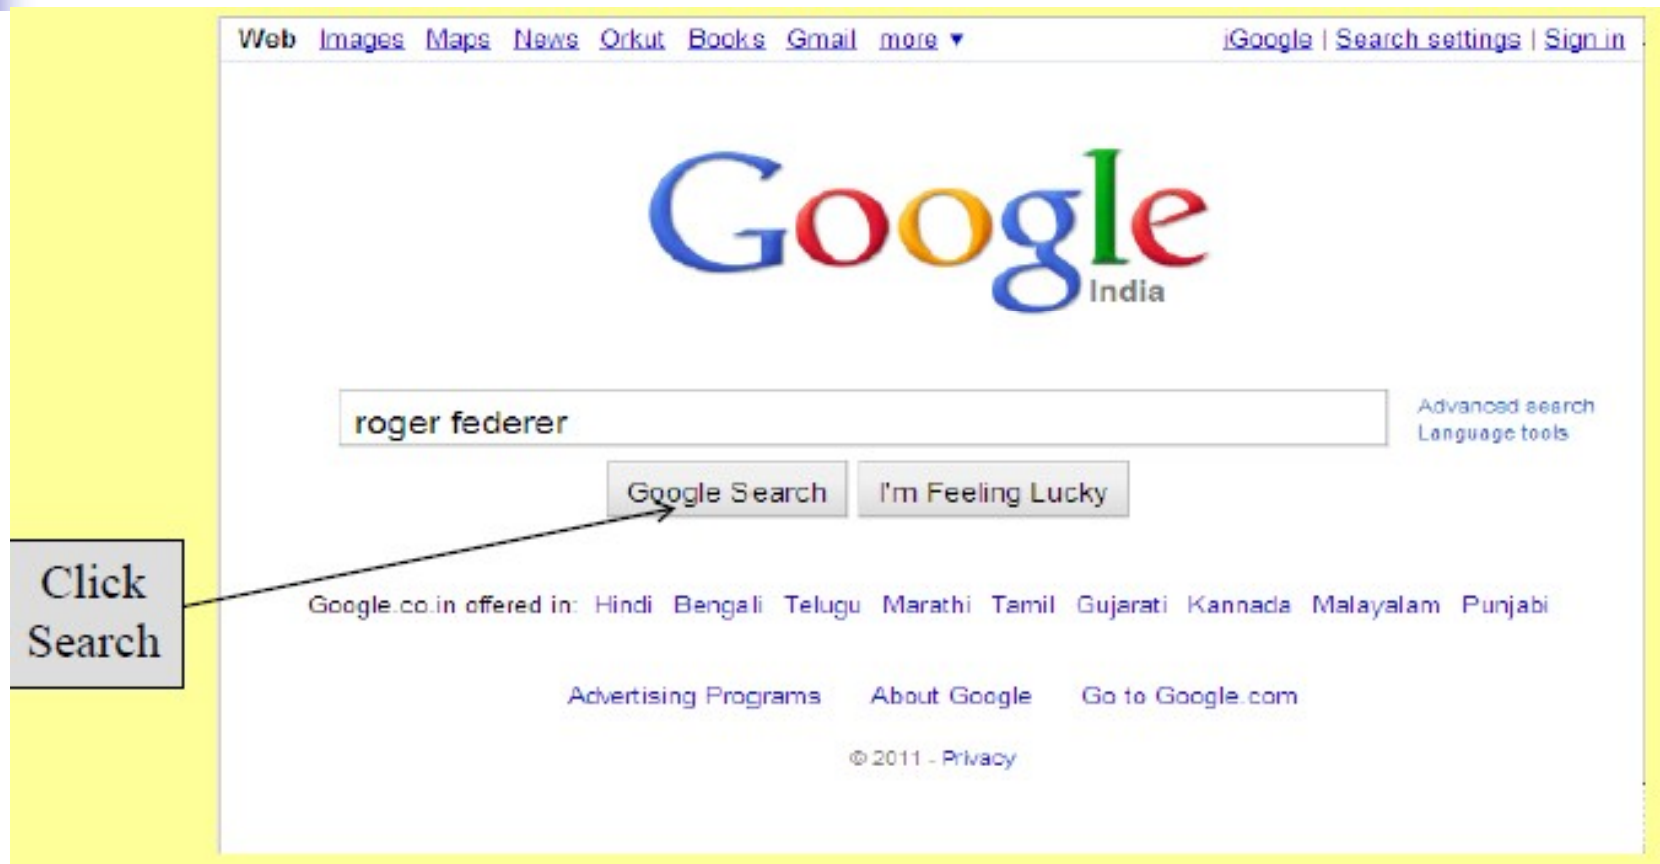 Web Images Maps News Orkut Books Gmail more ▼ iGoogle | Search settings | Sign in
Google
India
roger federer
Advanced search
Language tools
Google Search I'm Feeling Lucky
Click
Search
Google.co.in offered in: Hindi Bengali Telugu Marathi Tamil Gujarati Kannada Malayalam Punjabi
Advertising Programs About Google Go to Google.com
© 2011 - Privacy